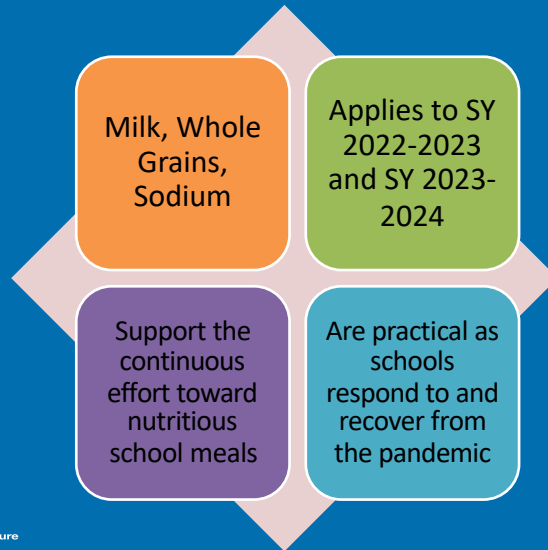 Milk, Whole
Grains,
Sodium
Applies to SY
2022-2023
and SY 2023-
2024
Support the
continuous
effort toward
nutritious
school meals
Are practical as
schools
respond to and
recover from
the pandemic
ure